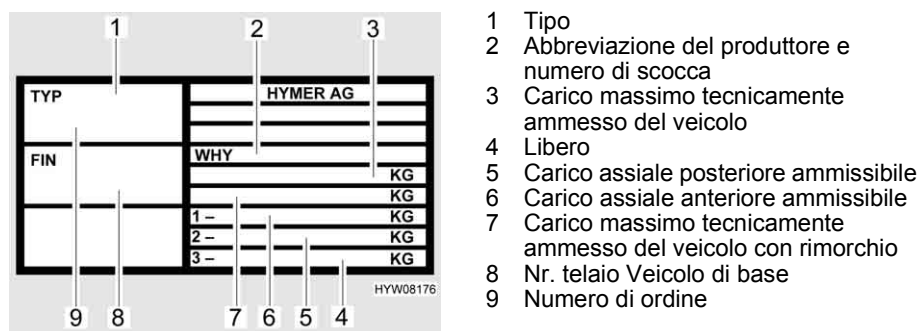 1 2 3
TYP
HYMER AG
FIN
WHY
KG
KG
1 – KG
2 – KG
3 – KG
HYW08176
9 8 7 6 5 4
1 Tipo
2 Abbreviazione del produttore e
numero di scocca
3 Carico massimo tecnicamente
ammesso del veicolo
4 Libero
5 Carico assiale posteriore ammissibile
6 Carico assiale anteriore ammissibile
7 Carico massimo tecnicamente
ammesso del veicolo con rimorchio
8 Nr. telaio Veicolo di base
9 Numero di ordine